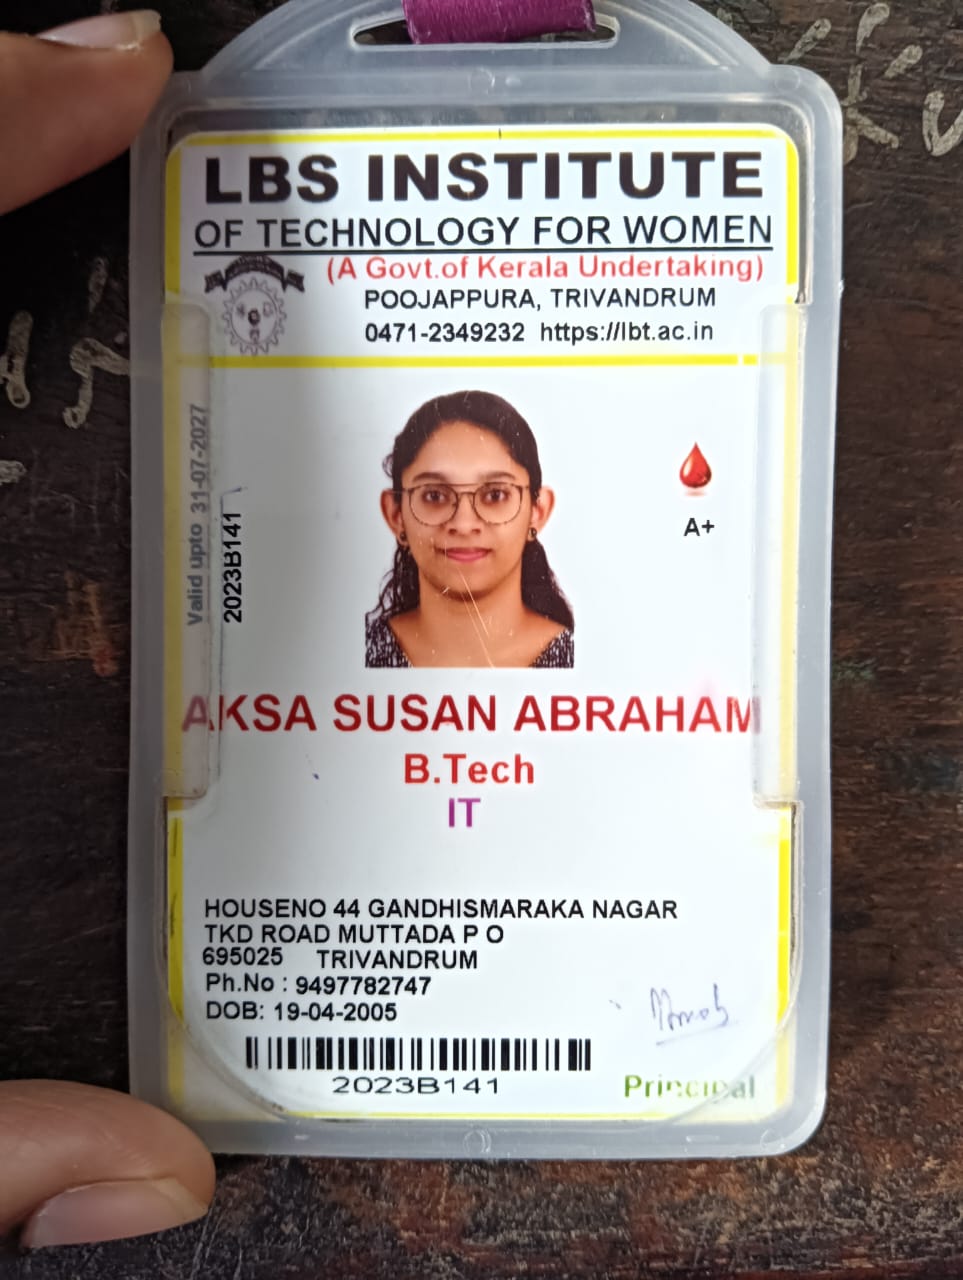 LBS INSTITUTE
OF TECHNOLOGY FOR WOMEN
(A Govt.of Kerala Undertaking)
POOJAPPURA, TRIVANDRUM
0471-2349232 https://lbt.ac.in
Valid upto 31-07-2027
2023B141
A+
AKSA SUSAN ABRAHAM
B.Tech
IT
HOUSENO 44 GANDHISMARAKA NAGAR
TKD ROAD MUTTADA P O
695025 TRIVANDRUM
Ph.No : 9497782747
DOB: 19-04-2005
2023B141
Principal